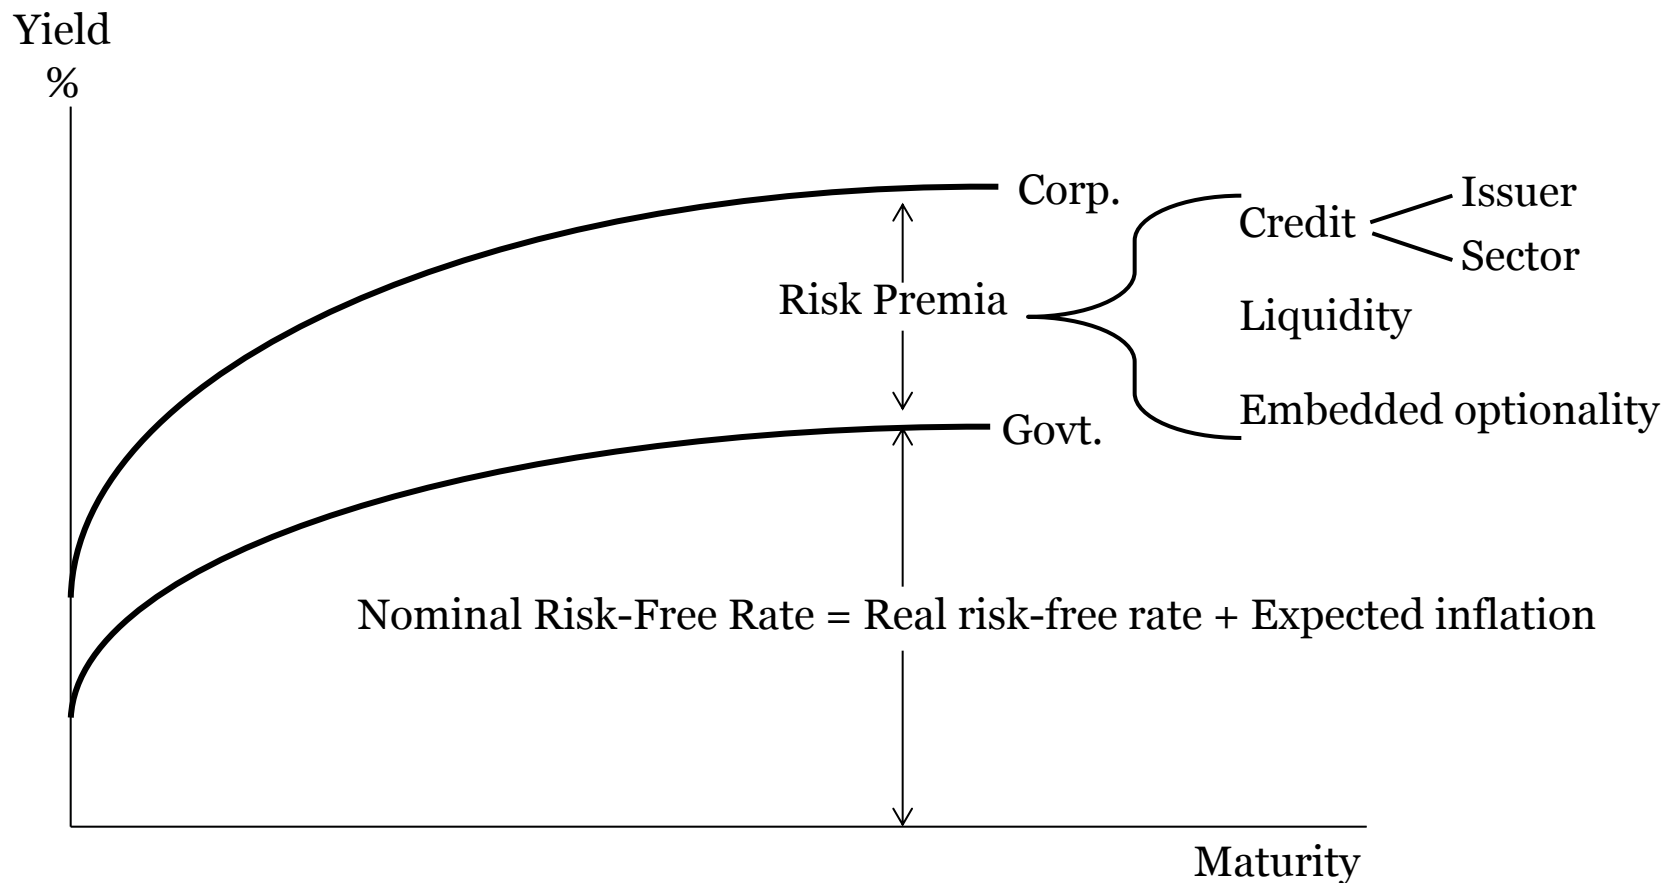 Yield
%
Corp.
Issuer
Credit
Sector
Risk Premia
Liquidity
Embedded optionality
Govt.
Nominal Risk-Free Rate = Real risk-free rate + Expected inflation
Maturity